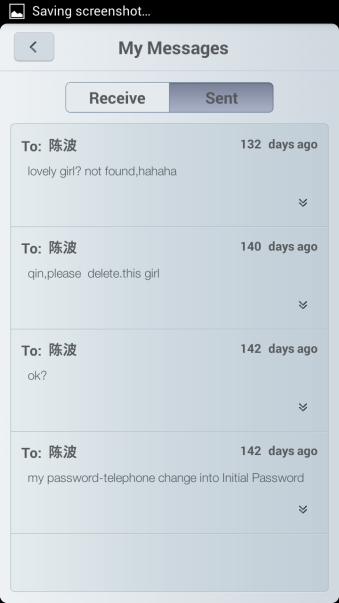 Saving screenshot...
My Messages
Receive Sent
To: 陈波 132 days ago
lovely girl? not found,hahaha
To: 陈波 140 days ago
qin,please delete.this girl
To: 陈波 142 days ago
ok?
To: 陈波 142 days ago
my password-telephone change into Initial Password